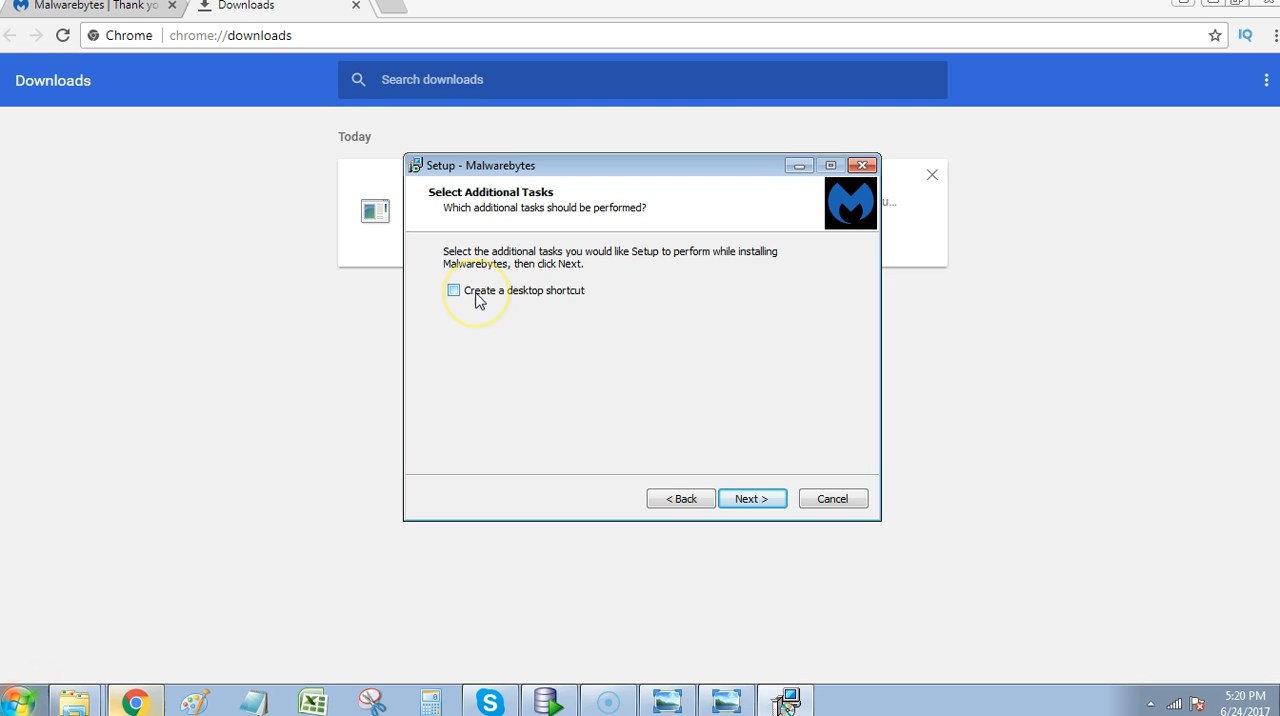 Malwarebytes | Thank yo
Downloads
Chrome chrome://downloads
IQ
Downloads
Search downloads
Today
Setup - Malwarebytes
Select Additional Tasks
Which additional tasks should be performed?
u...
Select the additional tasks you would like Setup to perform while installing
Malwarebytes, then click Next.
Create a desktop shortcut
< Back
Next >
Cancel
5:20 PM
6/24/2017